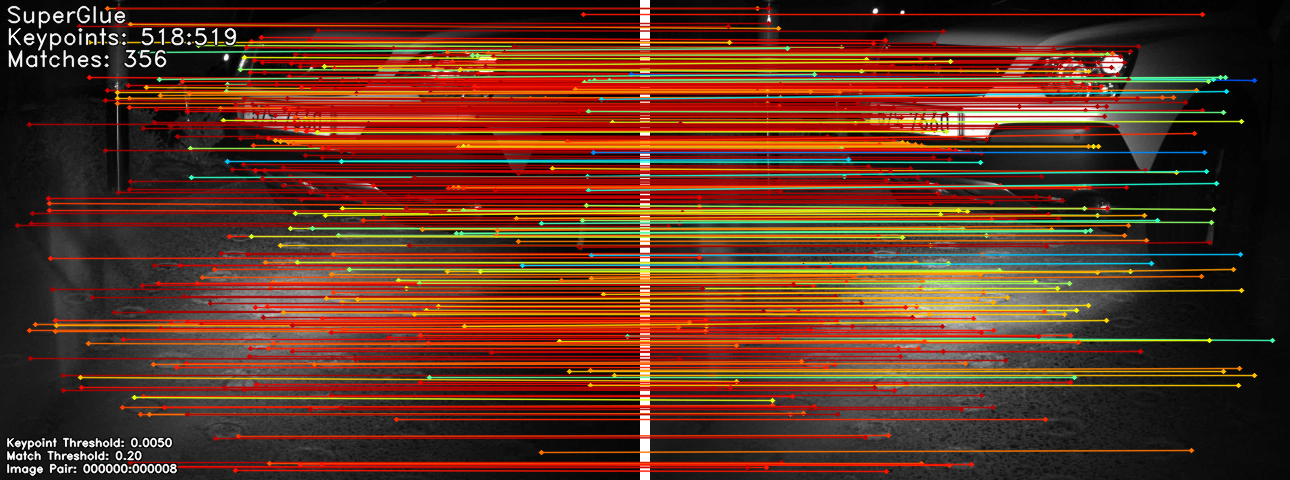 SuperGlue
Keypoints: 518:519
Matches: 356
Keypoint Threshold: 0.0050
Match Threshold: 0.20
Image Pair: 000000:000008